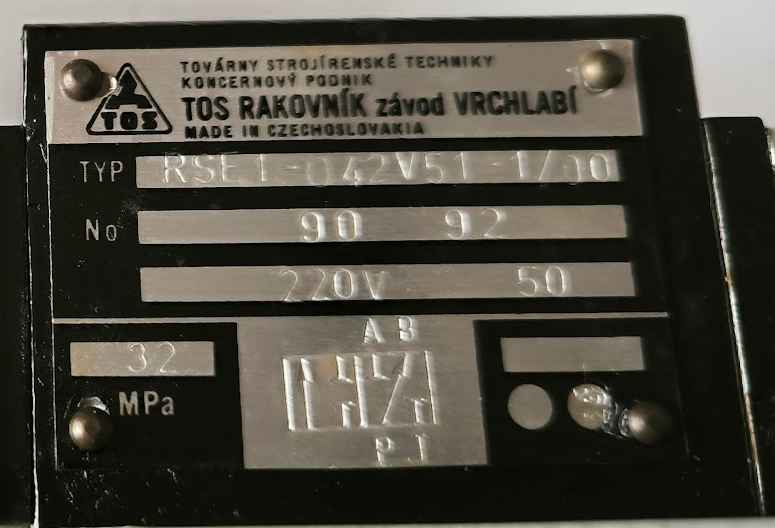 TOVÁRNY STROJÍRENSKÉ TECHNIKY
KONCERNOVÝ PODNIK
TOS RAKOVNÍK závod VRCHLABÍ
MADE IN CZECHOSLOVAKIA
TOS
TYP RSE1-042V51-1/00
No 90 92
220V 50
32
MPa
A B
P T